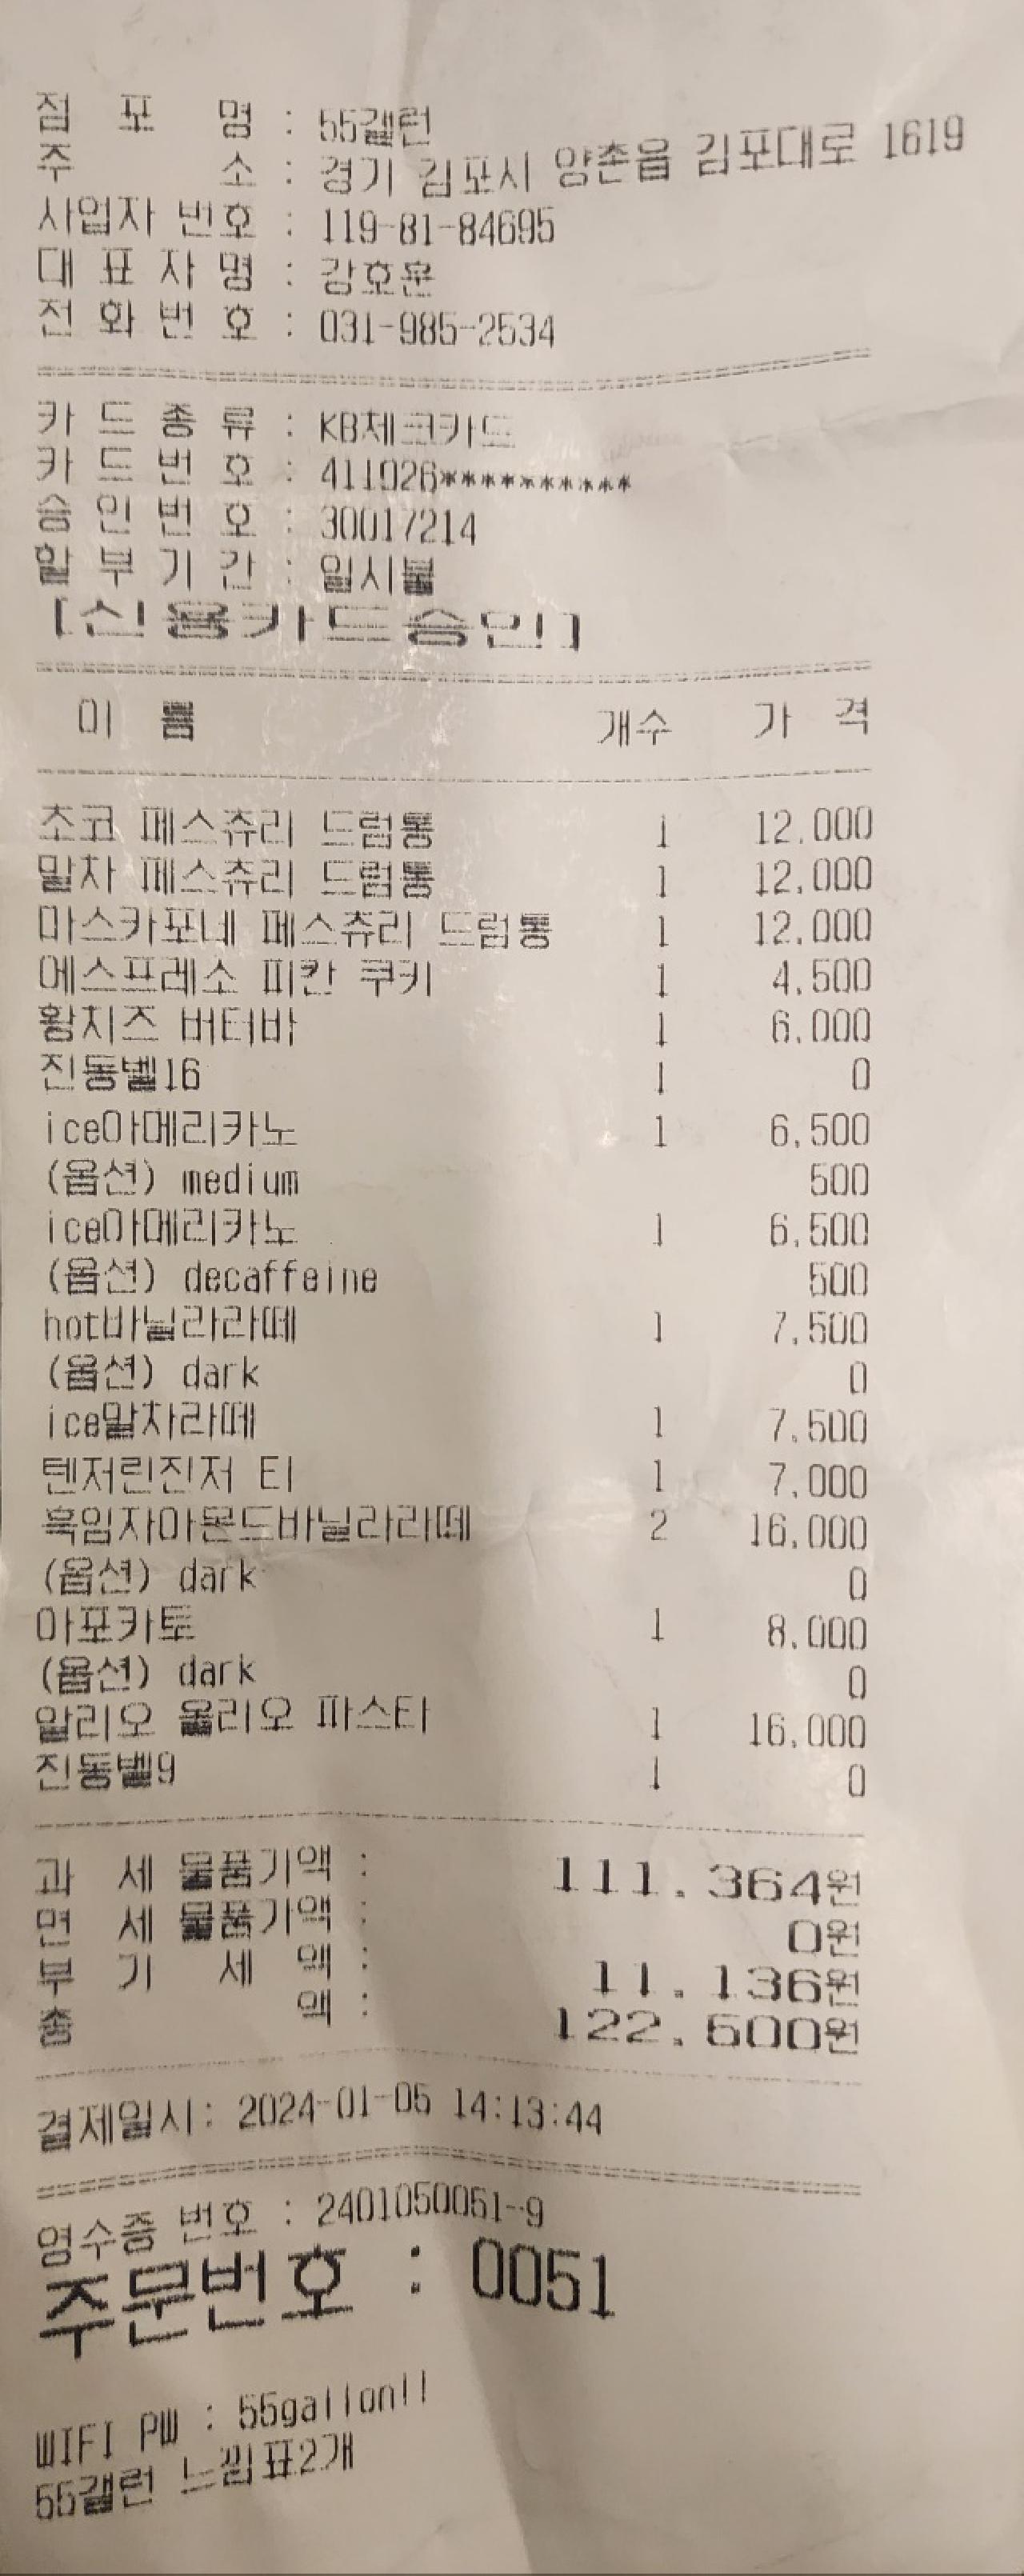 점 포 명 : 55갤런
주 소 : 경기 김포시 양촌읍 김포대로 1619
사업자 번호 : 119-81-84695
대 표 자 명 : 강호문
전 화 번 호 : 031-985-2534
카 드 종 류 : KB체크카드
카 드 번 호 : 411926**********
승 인 번 호 : 30017214
할 부 기 간 : 일시불
[신용카드승인]
이 름 개수 가 격
초코 페스츄리 드럼통 1 12,000
말차 페스츄리 드럼통 1 12,000
마스카포네 페스츄리 드럼통 1 12,000
에스프레소 피칸 쿠키 1 4,500
황치즈 버터바 1 6,000
진동벨16 1 0
ice아메리카노 1 6,500
(옵션) medium 500
ice아메리카노 1 6,500
(옵션) decaffeine 500
hot바닐라라떼 1 7,500
(옵션) dark 0
ice말차라떼 1 7,500
텐저린진저 티 1 7,000
흑임자아몬드바닐라라떼 2 16,000
(옵션) dark 0
아포카토 1 8,000
(옵션) dark 0
알리오 올리오 파스타 1 16,000
진동벨9 1 0
과 세 물품가액 : 111,364원
면 세 물품가액 : 0원
부 가 세 액 : 11,136원
총 액 : 122,500원
결제일시: 2024-01-05 14:13:44
영수증 번호 : 2401050051-9
주문번호 : 0051
WIFI PW : 55gallon!!
55갤런 느낌표2개